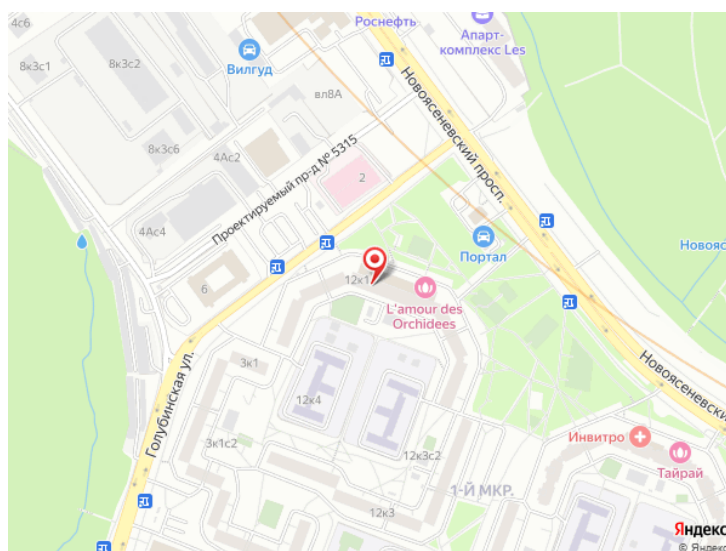 4с6
Роснефть
Апарт-
комплекс Les
8к3с2
8к3с1
Вилгуд
вл8А
Новоясеневский просп.
8к3с6
4Ас2
Проектируемый пр-д № 5315
2
4Ас4
Портал
Новоясе
6
12к1
L'amour des
Orchidees
Голубинская ул.
3к1
Новоясеневский
12к4
3к1с2
Инвитро
12к3с2
Тайрай
1-Й МКР.
12к3
Яндекс
© Яндекс